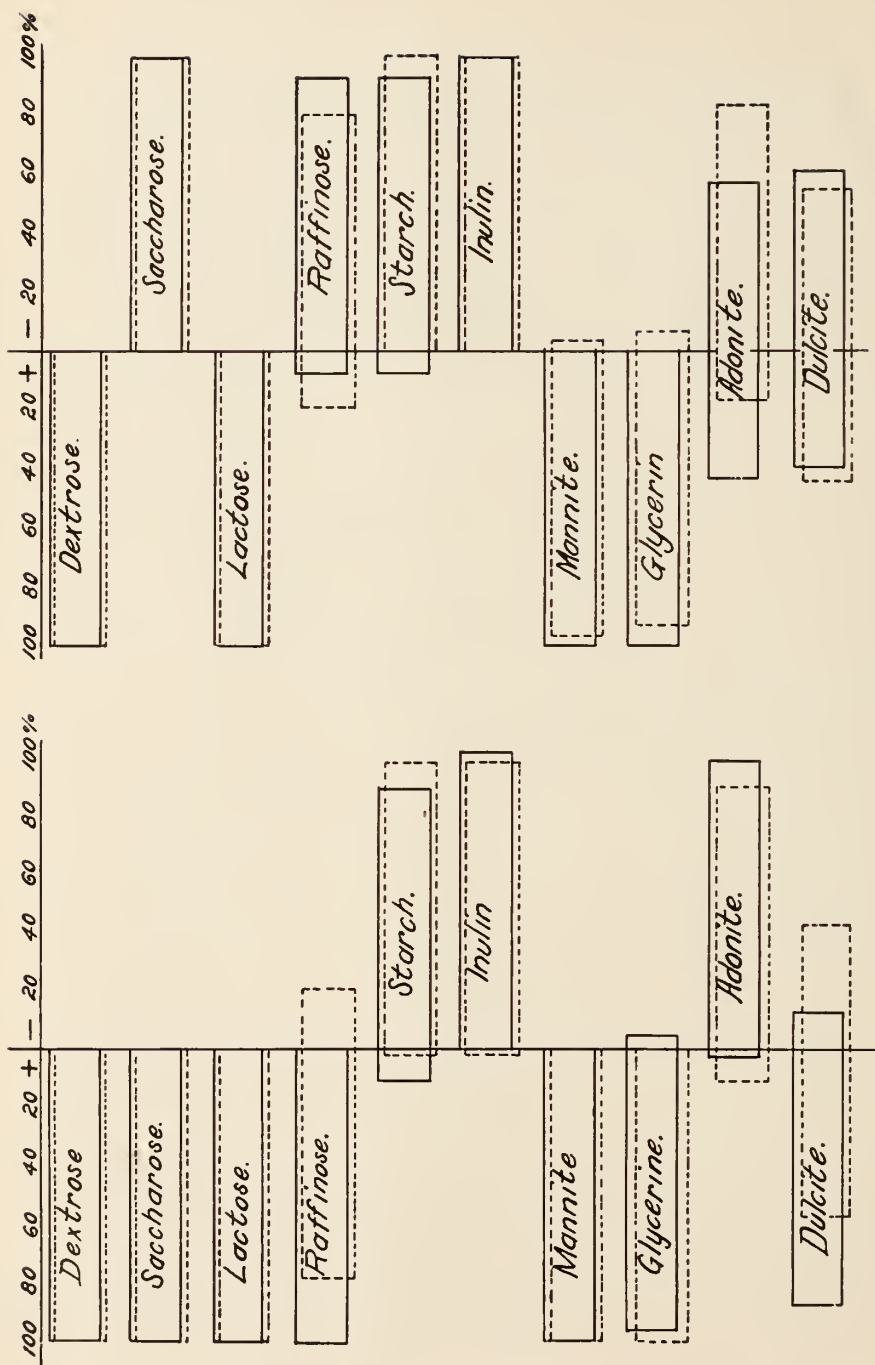 100 80 60 40 20 + — 20 40 60 80 100%
Dextrose
Saccharose.
Lactose.
Raffinose.
Starch.
Inulin
Mannite
Glycerine.
Adonite.
Dulcite.
100 80 60 40 20 + — 20 40 60 80 100%
Dextrose.
Saccharose.
Lactose.
Raffinose.
Starch.
Inulin.
Mannite.
Glycerin
Adonite.
Dulcite.